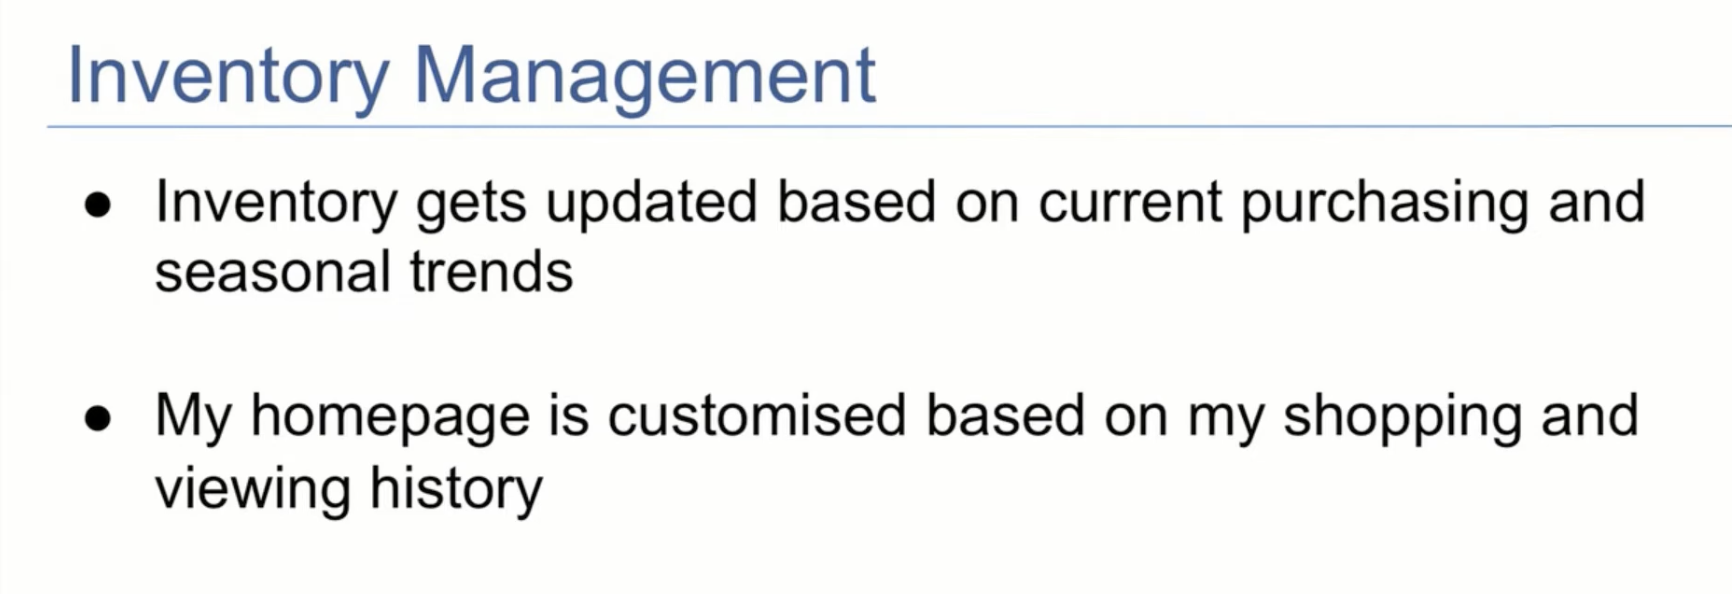 Inventory Management
● Inventory gets updated based on current purchasing and
seasonal trends
● My homepage is customised based on my shopping and
viewing history